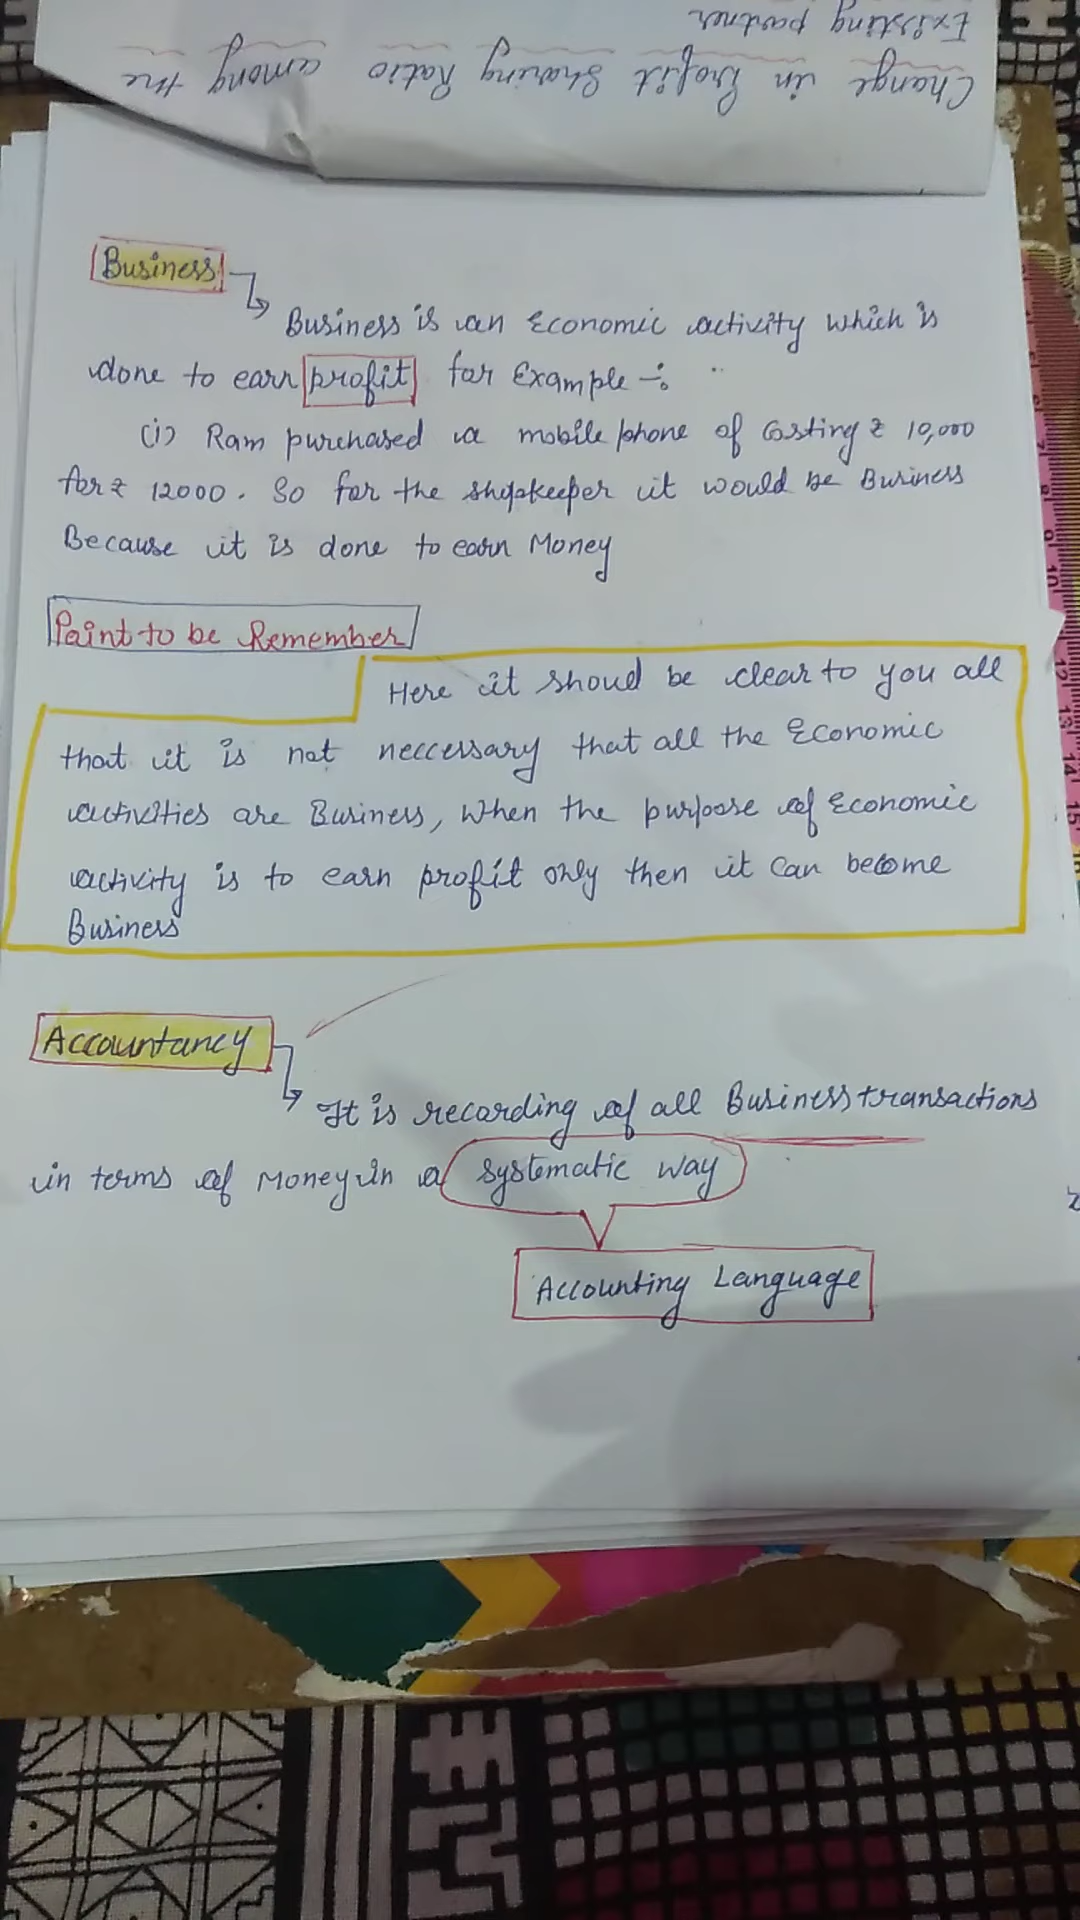 Change in Profit Sharing Ratio among the
Existing partner
Business
Business is an Economic activity which is
done to earn profit for Example :-
(i) Ram purchased a mobile phone of Costing ₹ 10,000
for ₹ 12000. So for the shopkeeper it would be Business
Because it is done to earn Money
Point to be Remember
Here it shoud be clear to you all
that it is not neccessary that all the Economic
activities are Business, When the purpose of Economic
activity is to earn profit only then it can become
Business
Accountancy
It is recording of all Business transactions
in terms of Money in a systematic way
Accounting Language